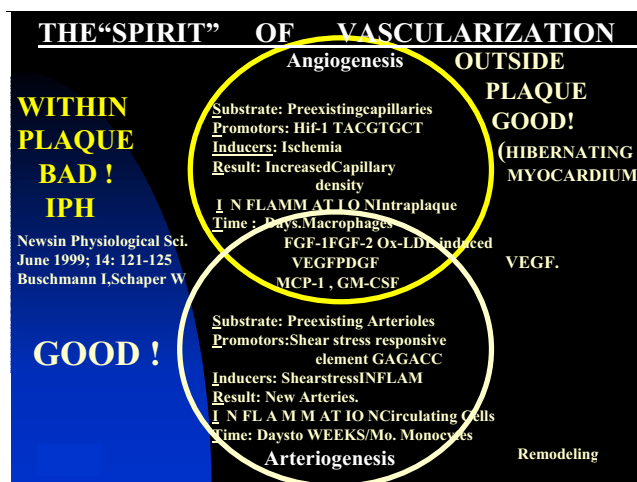 THE“SPIRIT” OF VASCULARIZATION
Angiogenesis
OUTSIDE
PLAQUE
GOOD!
(HIBERNATING
MYOCARDIUM
WITHIN
PLAQUE
BAD !
IPH
Newsin Physiological Sci.
June 1999; 14: 121-125
Buschmann I,Schaper W
Substrate: Preexistingcapillaries
Promotors: Hif-1 TACGTGCT
Inducers: Ischemia
Result: IncreasedCapillary
density
I N FLAMM AT I O NIntraplaque
Time : Days.Macrophages
FGF-1FGF-2 Ox-LDL induced
VEGFPDGF
VEGF.
MCP-1 , GM-CSF
GOOD !
Substrate: Preexisting Arterioles
Promotors:Shear stress responsive
element GAGACC
Inducers: ShearstressINFLAM
Result: New Arteries.
I N FL A M M AT IO NCirculating Cells
Time: Daysto WEEKS/Mo. Monocytes
Arteriogenesis
Remodeling